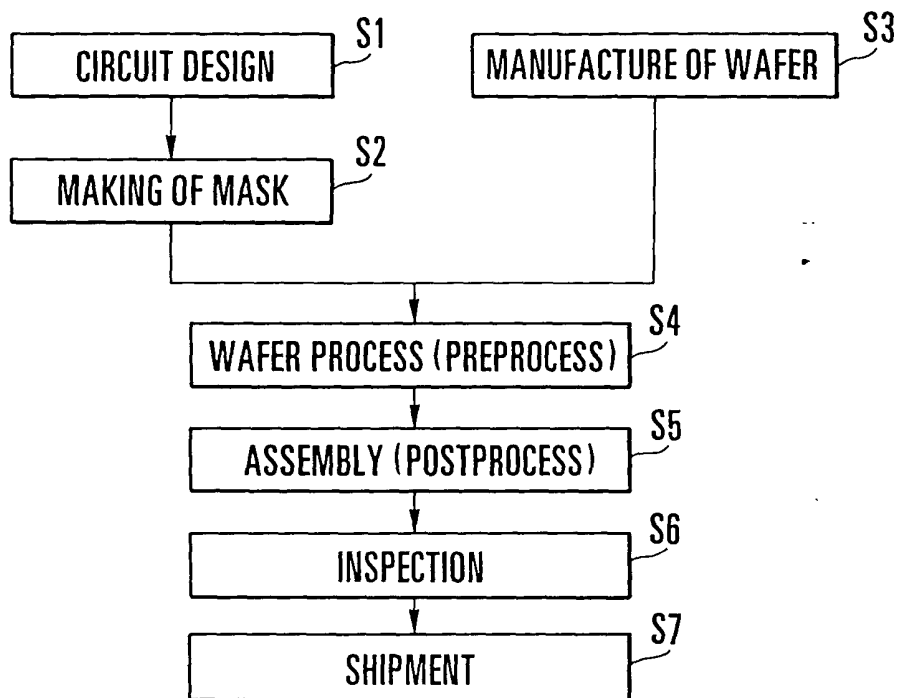 CIRCUIT DESIGN
S1
MANUFACTURE OF WAFER
S3
MAKING OF MASK
S2
WAFER PROCESS (PREPROCESS)
S4
ASSEMBLY (POSTPROCESS)
S5
INSPECTION
S6
SHIPMENT
S7